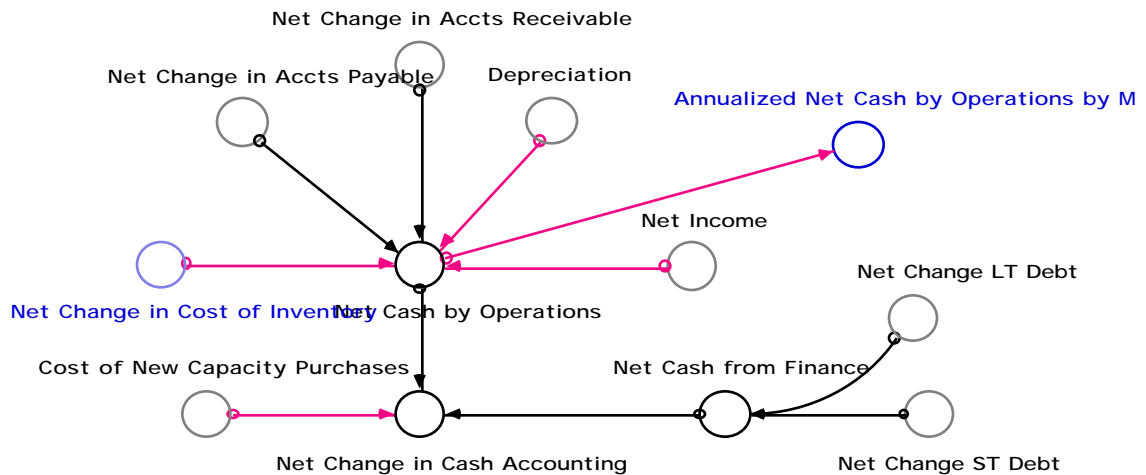 Net Change in Accts Receivable
Net Change in Accts Payable
Depreciation
Annualized Net Cash by Operations by M
Net Income
Net Change LT Debt
Net Change in Cost of Inventory
Net Cash by Operations
Cost of New Capacity Purchases
Net Cash from Finance
Net Change in Cash Accounting
Net Change ST Debt